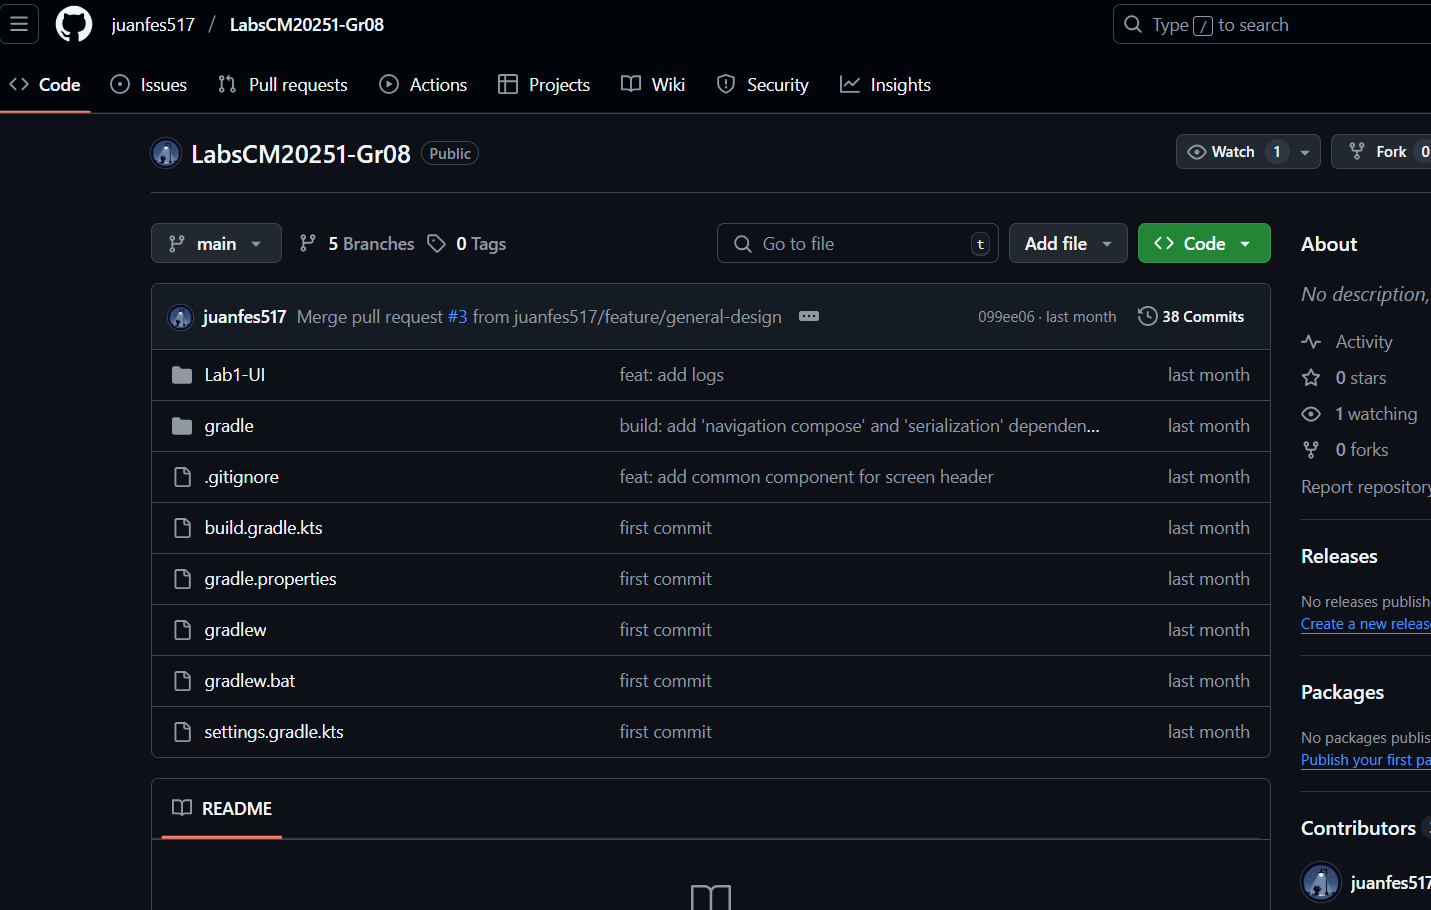 juanfes517 / LabsCM20251-Gr08
Type / to search
Code Issues Pull requests Actions Projects Wiki Security Insights
LabsCM20251-Gr08 Public
Watch 1 Fork 0
main 5 Branches 0 Tags
Go to file t Add file Code
juanfes517 Merge pull request #3 from juanfes517/feature/general-design 099ee06 · last month 38 Commits
Lab1-UI feat: add logs last month
gradle build: add 'navigation compose' and 'serialization' dependen... last month
.gitignore feat: add common component for screen header last month
build.gradle.kts first commit last month
gradle.properties first commit last month
gradlew first commit last month
gradlew.bat first commit last month
settings.gradle.kts first commit last month
README
About
No description,
Activity
0 stars
1 watching
0 forks
Report repository
Releases
No releases publish
Create a new releas
Packages
No packages publis
Publish your first pa
Contributors
juanfes517